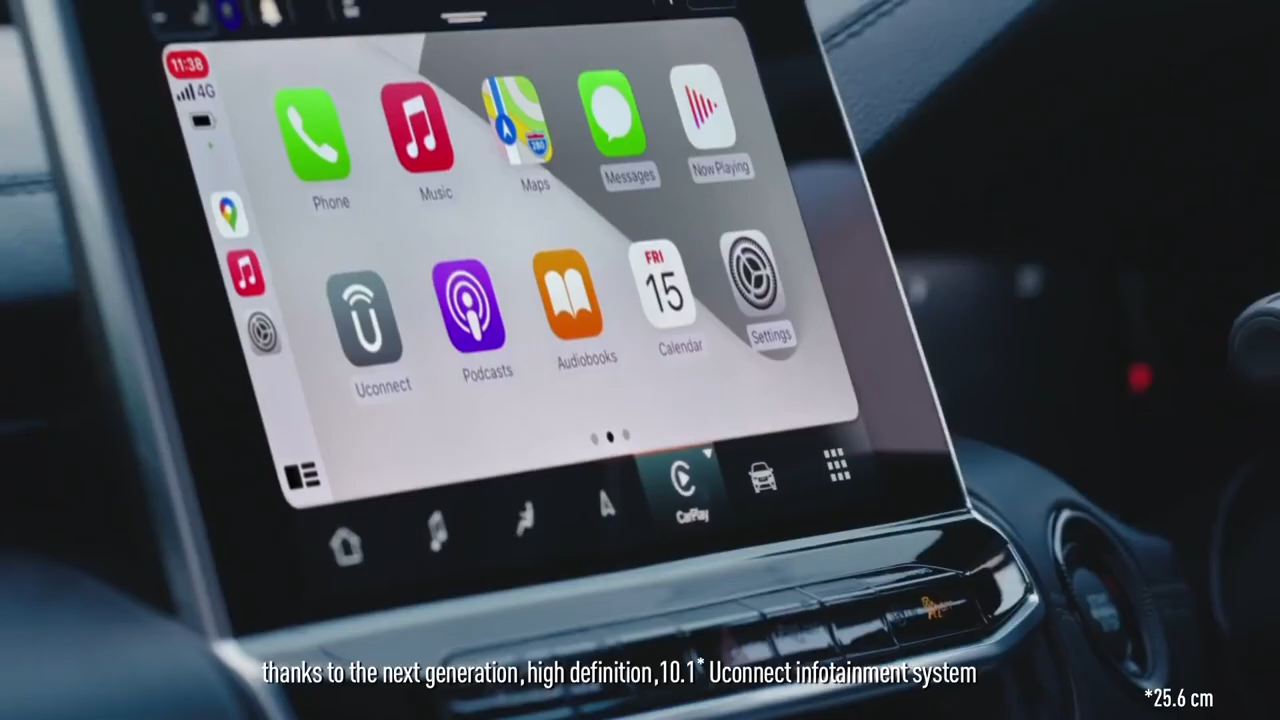 11:38
4G
Phone
Music
Maps
280
Messages
Now Playing
Uconnect
Podcasts
Audiobooks
FRI
15
Calendar
Settings
CarPlay
thanks to the next generation, high definition, 10.1* Uconnect infotainment system
*25.6 cm